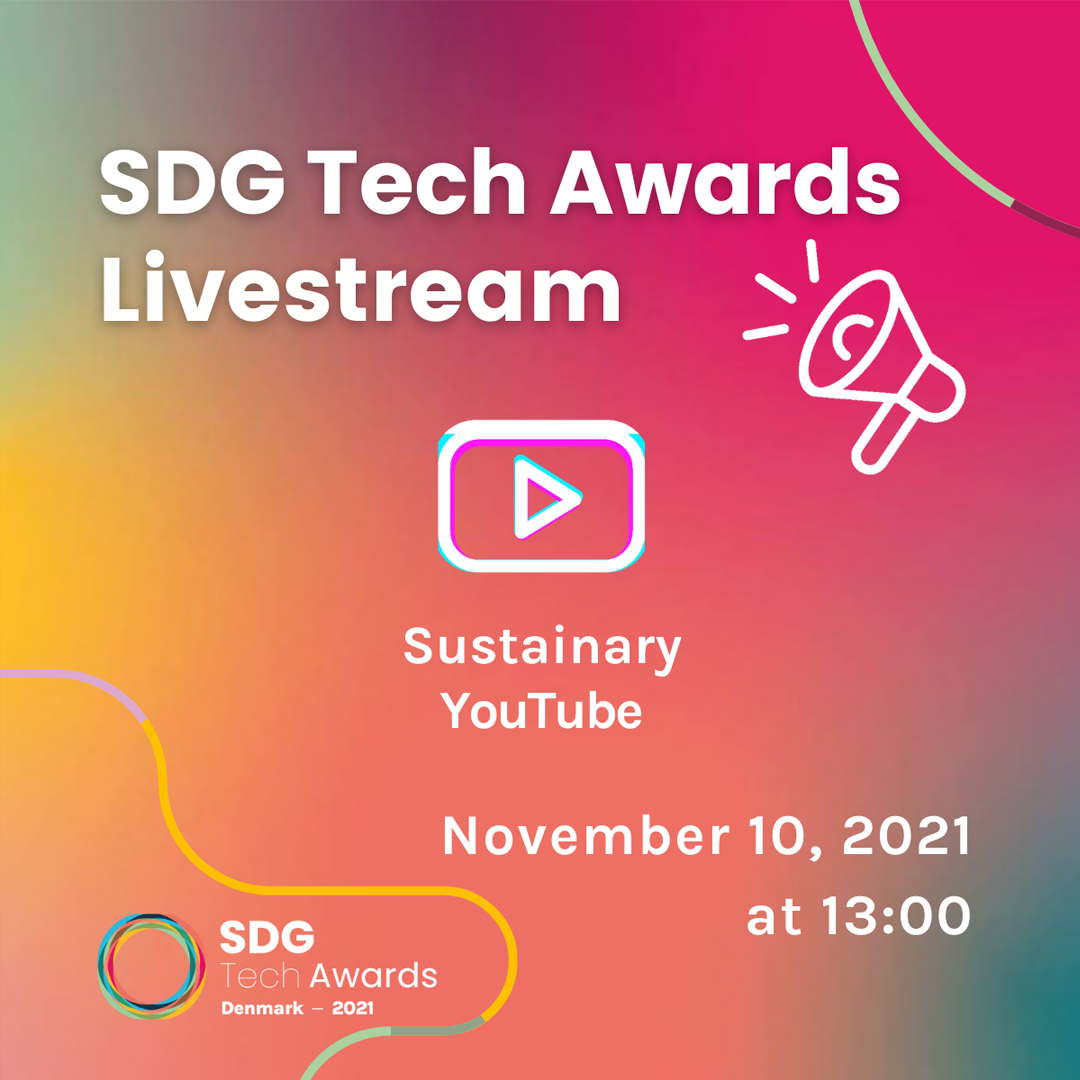 SDG Tech Awards
Livestream
Sustainary
YouTube
November 10, 2021
at 13:00
SDG
Tech Awards
Denmark – 2021